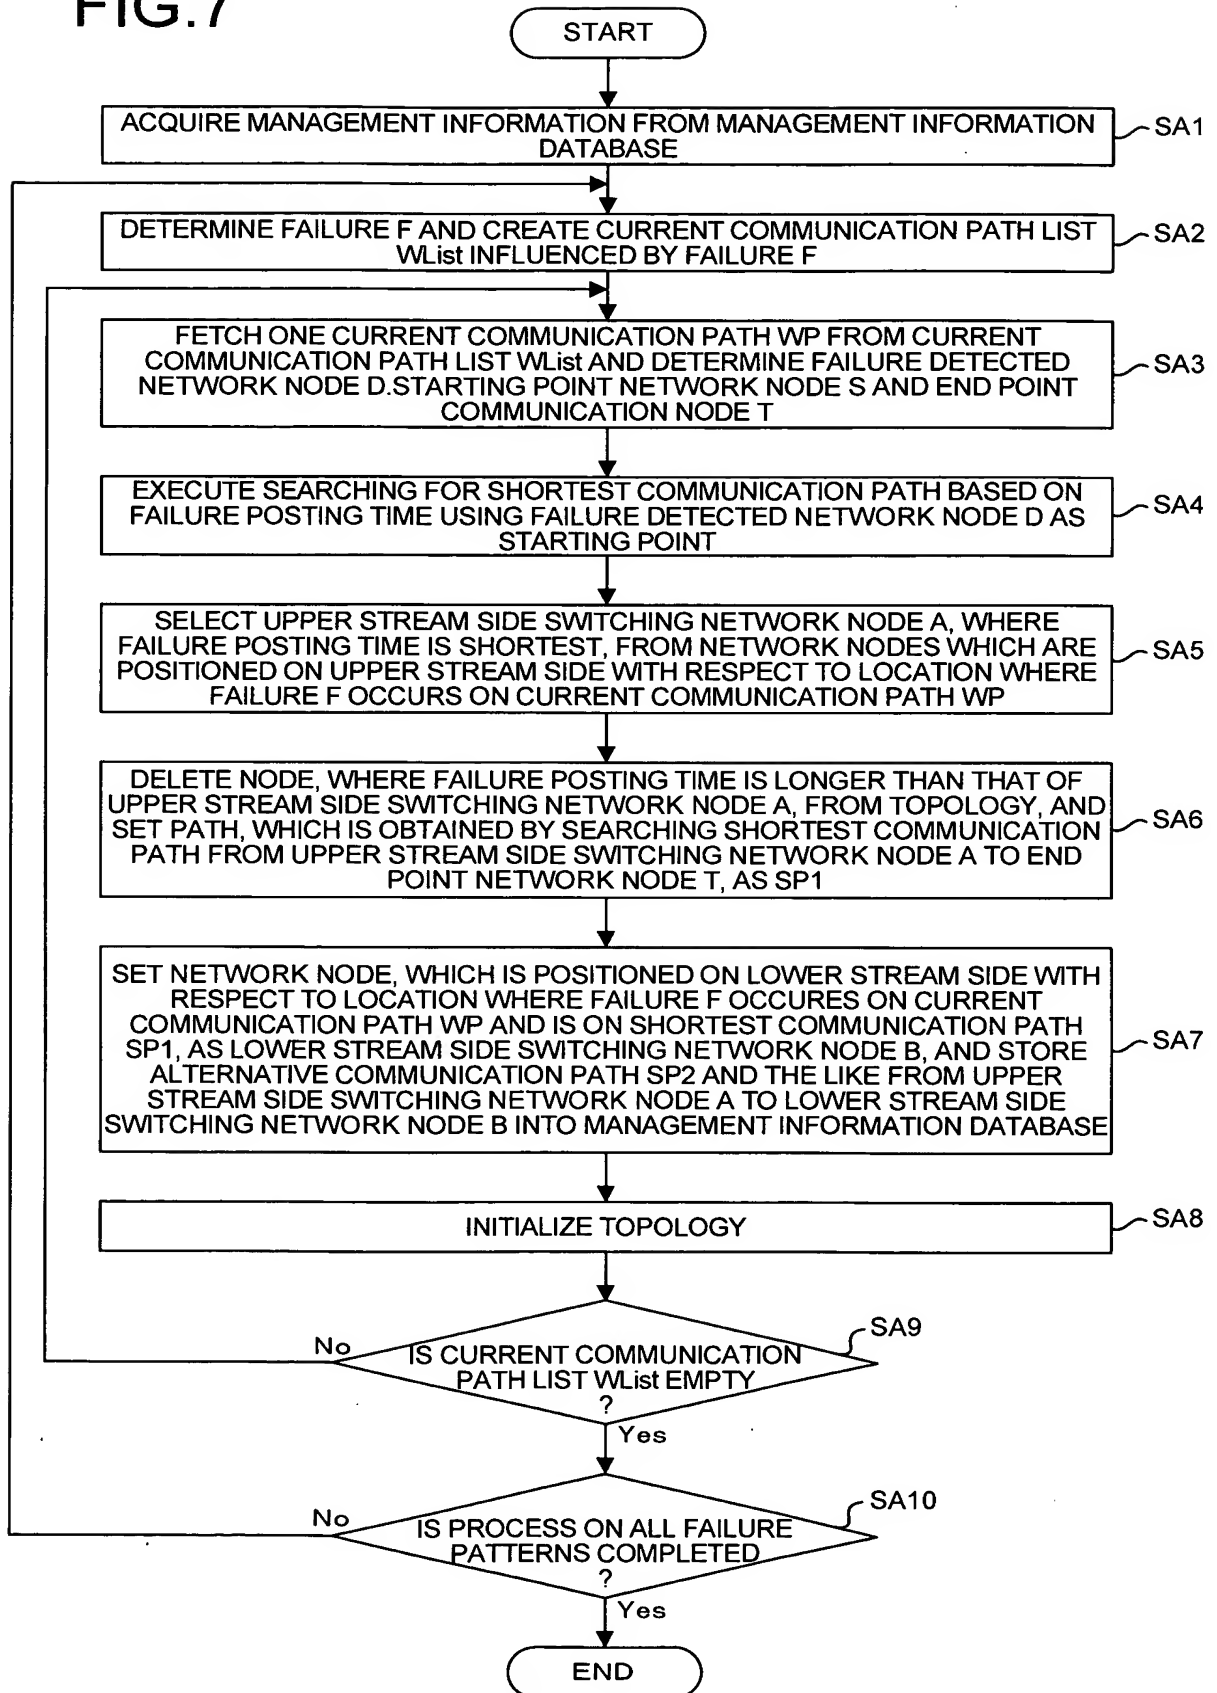 FIG.7
START
ACQUIRE MANAGEMENT INFORMATION FROM MANAGEMENT INFORMATION
DATABASE
SA1
DETERMINE FAILURE F AND CREATE CURRENT COMMUNICATION PATH LIST
WList INFLUENCED BY FAILURE F
SA2
FETCH ONE CURRENT COMMUNICATION PATH WP FROM CURRENT
COMMUNICATION PATH LIST WList AND DETERMINE FAILURE DETECTED
NETWORK NODE D.STARTING POINT NETWORK NODE S AND END POINT
COMMUNICATION NODE T
SA3
EXECUTE SEARCHING FOR SHORTEST COMMUNICATION PATH BASED ON
FAILURE POSTING TIME USING FAILURE DETECTED NETWORK NODE D AS
STARTING POINT
SA4
SELECT UPPER STREAM SIDE SWITCHING NETWORK NODE A, WHERE
FAILURE POSTING TIME IS SHORTEST, FROM NETWORK NODES WHICH ARE
POSITIONED ON UPPER STREAM SIDE WITH RESPECT TO LOCATION WHERE
FAILURE F OCCURS ON CURRENT COMMUNICATION PATH WP
SA5
DELETE NODE, WHERE FAILURE POSTING TIME IS LONGER THAN THAT OF
UPPER STREAM SIDE SWITCHING NETWORK NODE A, FROM TOPOLOGY, AND
SET PATH, WHICH IS OBTAINED BY SEARCHING SHORTEST COMMUNICATION
PATH FROM UPPER STREAM SIDE SWITCHING NETWORK NODE A TO END
POINT NETWORK NODE T, AS SP1
SA6
SET NETWORK NODE, WHICH IS POSITIONED ON LOWER STREAM SIDE WITH
RESPECT TO LOCATION WHERE FAILURE F OCCURES ON CURRENT
COMMUNICATION PATH WP AND IS ON SHORTEST COMMUNICATION PATH
SP1, AS LOWER STREAM SIDE SWITCHING NETWORK NODE B, AND STORE
ALTERNATIVE COMMUNICATION PATH SP2 AND THE LIKE FROM UPPER
STREAM SIDE SWITCHING NETWORK NODE A TO LOWER STREAM SIDE
SWITCHING NETWORK NODE B INTO MANAGEMENT INFORMATION DATABASE
SA7
INITIALIZE TOPOLOGY
SA8
No
IS CURRENT COMMUNICATION
PATH LIST WList EMPTY
?
SA9
Yes
No
IS PROCESS ON ALL FAILURE
PATTERNS COMPLETED
?
SA10
Yes
END